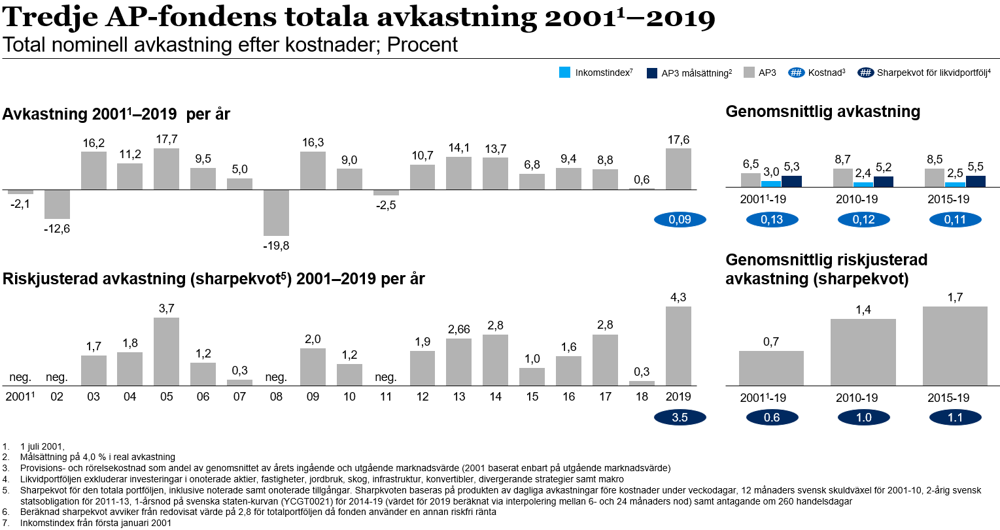 Tredje AP-fondens totala avkastning 2001¹–2019
Total nominell avkastning efter kostnader; Procent
Inkomstindex⁷ AP3 målsättning² AP3 ## Kostnad³ ## Sharpekvot för likvidportfölj⁴
Avkastning 2001¹–2019 per år
-2,1 -12,6 16,2 11,2 17,7 9,5 5,0 -19,8 16,3 9,0 -2,5 10,7 14,1 13,7 6,8 9,4 8,8 0,6 17,6
0,09
Genomsnittlig avkastning
6,5 3,0 5,3 8,7 2,4 5,2 8,5 2,5 5,5
2001¹-19 2010-19 2015-19
0,13 0,12 0,11
Riskjusterad avkastning (sharpekvot⁵) 2001–2019 per år
neg. neg. 1,7 1,8 3,7 1,2 0,3 neg. 2,0 1,2 neg. 1,9 2,66 2,8 1,0 1,6 2,8 0,3 4,3
2001¹ 02 03 04 05 06 07 08 09 10 11 12 13 14 15 16 17 18 2019
3.5
Genomsnittlig riskjusterad
avkastning (sharpekvot)
0,7 1,4 1,7
2001¹-19 2010-19 2015-19
0.6 1.0 1.1
1. 1 juli 2001,
2. Målsättning på 4,0 % i real avkastning
3. Provisions- och rörelsekostnad som andel av genomsnittet av årets ingående och utgående marknadsvärde (2001 baserat enbart på utgående marknadsvärde)
4. Likvidportföljen exkluderar investeringar i onoterade aktier, fastigheter, jordbruk, skog, infrastruktur, konvertibler, divergerande strategier samt makro
5. Sharpekvot för den totala portföljen, inklusive noterade samt onoterade tillgångar. Sharpkvoten baseras på produkten av dagliga avkastningar före kostnader under veckodagar, 12 månaders svensk skuldväxel för 2001-10, 2-årig svensk
statsobligation för 2011-13, 1-årsnod på svenska staten-kurvan (YCGT0021) för 2014-19 (värdet för 2019 beräknat via interpolering mellan 6- och 24 månaders nod) samt antagande om 260 handelsdagar
6. Beräknad sharpekvot avviker från redovisat värde på 2,8 för totalportföljen då fonden använder en annan riskfri ränta
7. Inkomstindex från första januari 2001